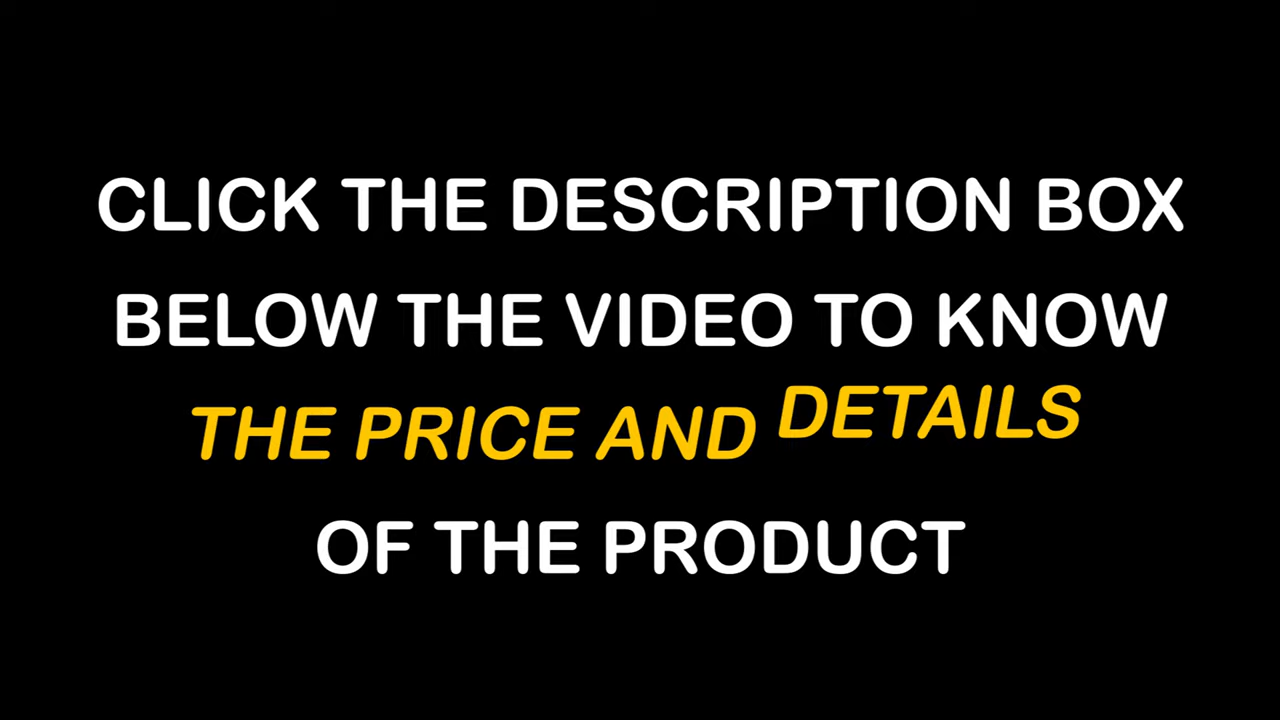 CLICK THE DESCRIPTION BOX
BELOW THE VIDEO TO KNOW
THE PRICE AND DETAILS
OF THE PRODUCT